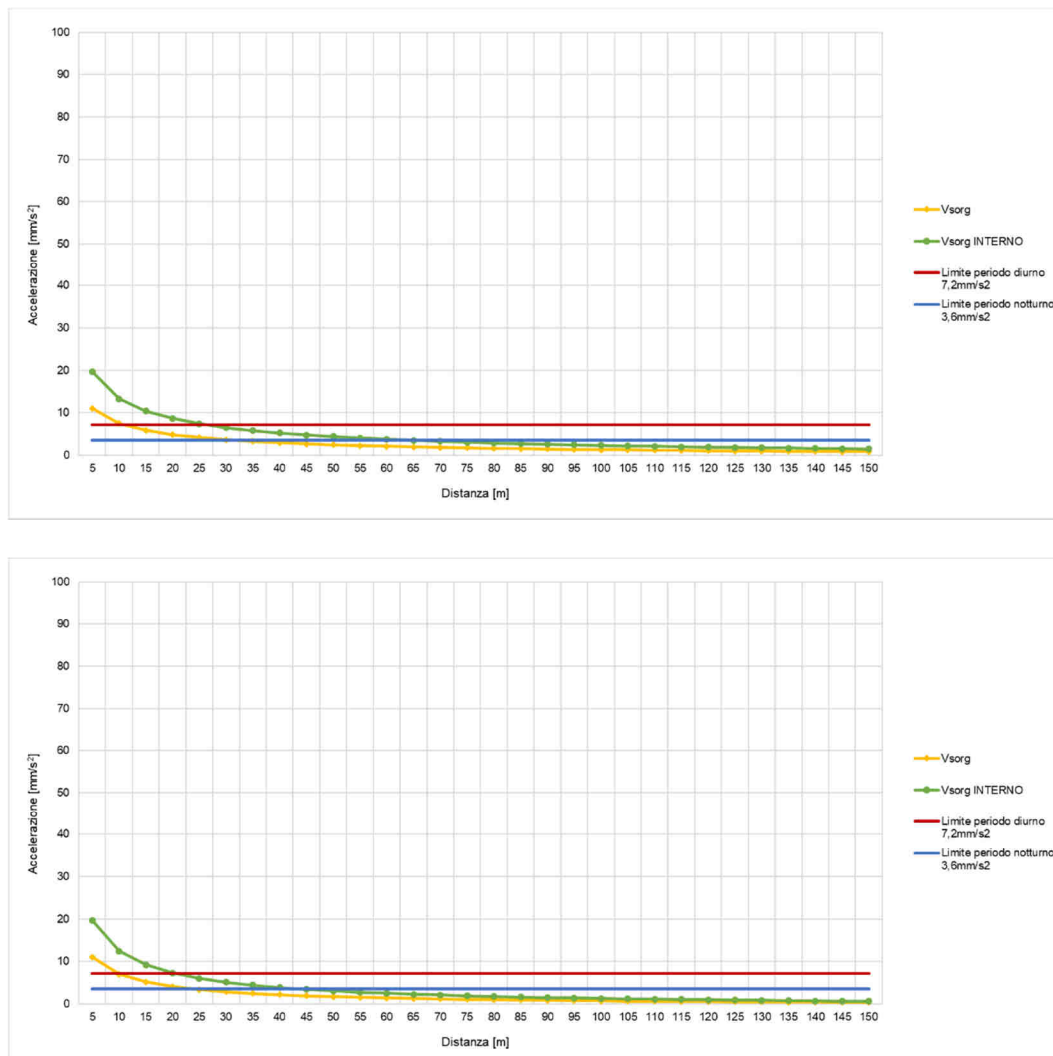 100
90
80
70
60
50
40
30
20
10
0
Accelerazione [mm/s²]
5 10 15 20 25 30 35 40 45 50 55 60 65 70 75 80 85 90 95 100 105 110 115 120 125 130 135 140 145 150
Distanza [m]
Vsorg
Vsorg INTERNO
Limite periodo diurno
7,2mm/s2
Limite periodo notturno
3,6mm/s2
100
90
80
70
60
50
40
30
20
10
0
Accelerazione [mm/s²]
5 10 15 20 25 30 35 40 45 50 55 60 65 70 75 80 85 90 95 100 105 110 115 120 125 130 135 140 145 150
Distanza [m]
Vsorg
Vsorg INTERNO
Limite periodo diurno
7,2mm/s2
Limite periodo notturno
3,6mm/s2